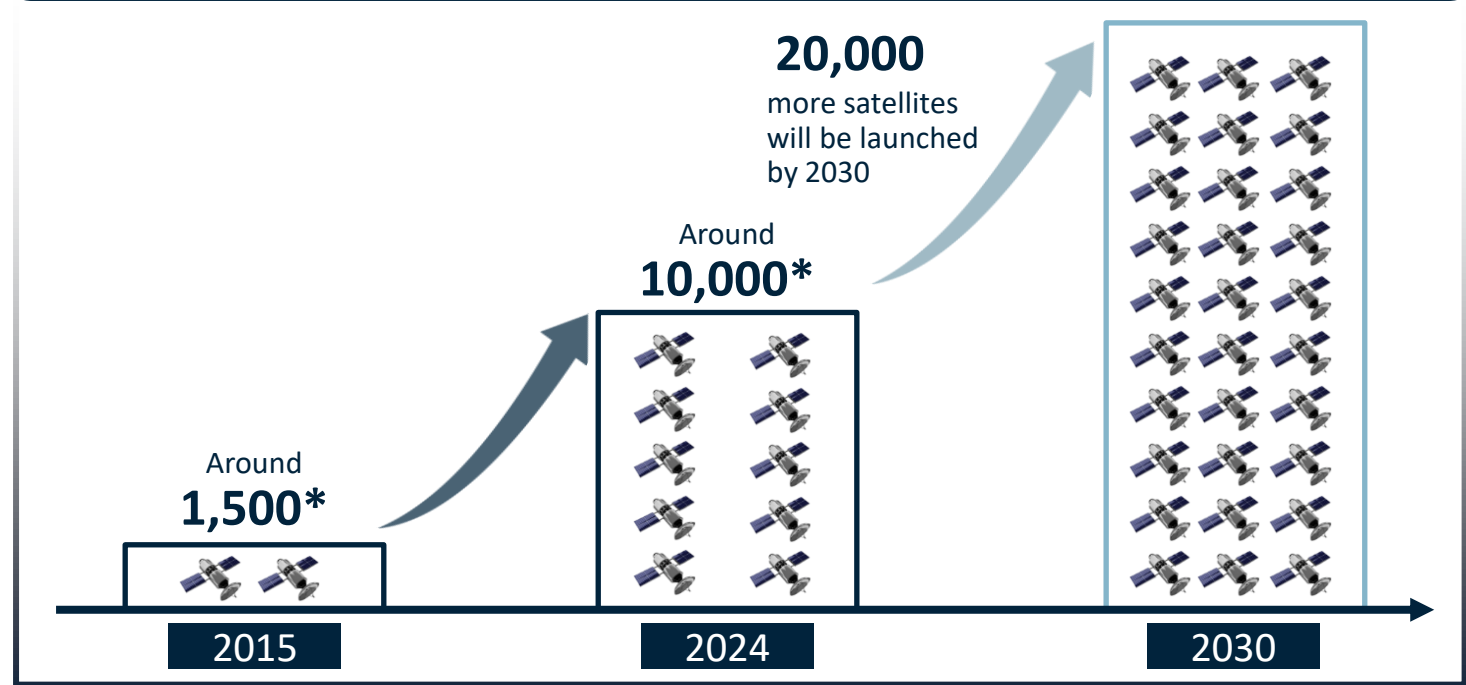 20,000
more satellites
will be launched
by 2030
Around
10,000*
Around
1,500*
2015
2024
2030